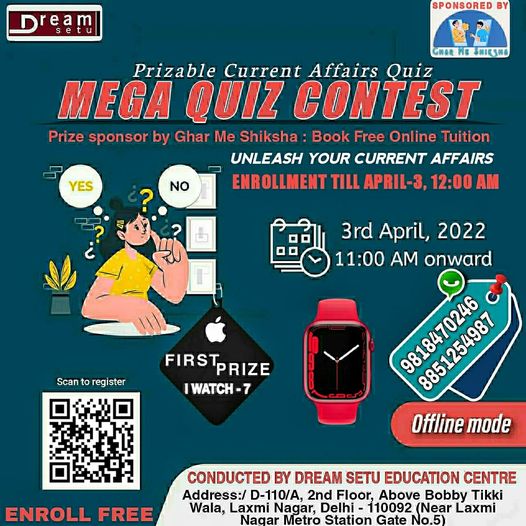 Dream
setu
SPONSORED BY
GHAR ME SHIKSHA
Prizable Current Affairs Quiz
MEGA QUIZ CONTEST
Prize sponsor by Ghar Me Shiksha : Book Free Online Tuition
UNLEASH YOUR CURRENT AFFAIRS
ENROLLMENT TILL APRIL-3, 12:00 AM
YES
NO
? ? ? ?
3rd April, 2022
11:00 AM onward
9818470246
8851254987
FIRST PRIZE
I WATCH - 7
Scan to register
Offline mode
CONDUCTED BY DREAM SETU EDUCATION CENTRE
Address:/ D-110/A, 2nd Floor, Above Bobby Tikki
Wala, Laxmi Nagar, Delhi - 110092 (Near Laxmi
Nagar Metro Station Gate No.5)
ENROLL FREE